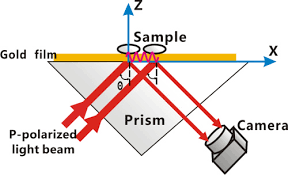 Z
Sample
Gold film
X
θ
Prism
Camera
P-polarized
light beam